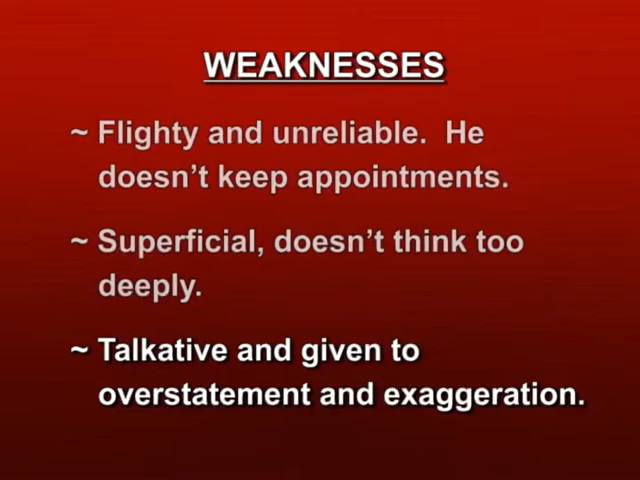 WEAKNESSES
~ Flighty and unreliable.  He
doesn't keep appointments.
~ Superficial, doesn't think too
deeply.
~ Talkative and given to
overstatement and exaggeration.